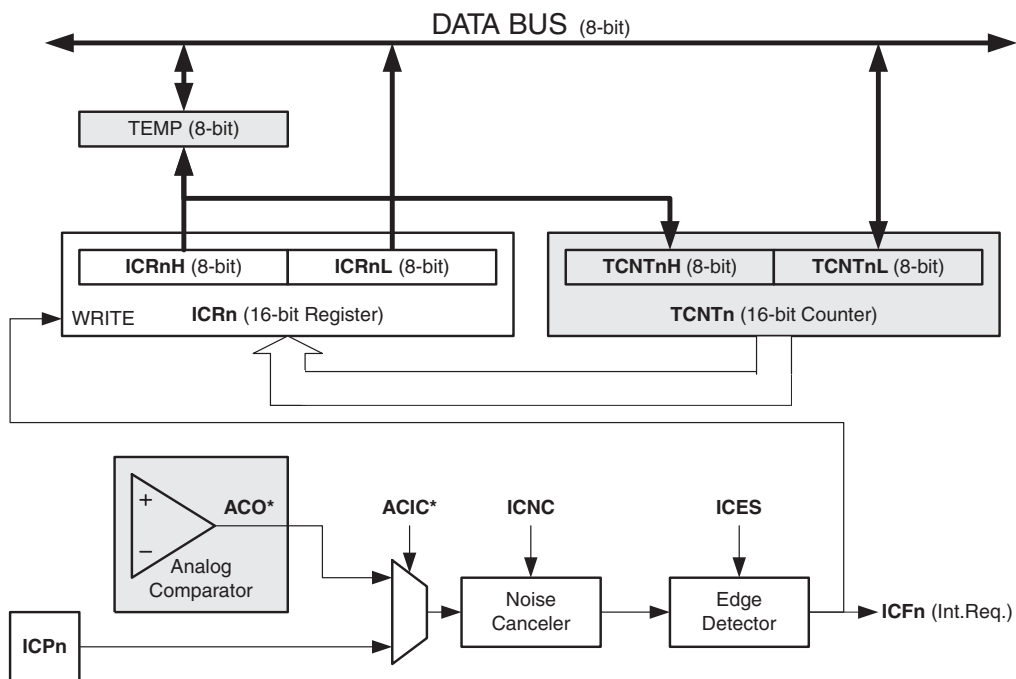 DATA BUS (8-bit)
TEMP (8-bit)
ICRnH (8-bit)
ICRnL (8-bit)
TCNTnH (8-bit)
TCNTnL (8-bit)
WRITE
ICRn (16-bit Register)
TCNTn (16-bit Counter)
+
−
ACO*
Analog
Comparator
ACIC*
ICNC
ICES
Noise
Canceler
Edge
Detector
ICFn (Int.Req.)
ICPn